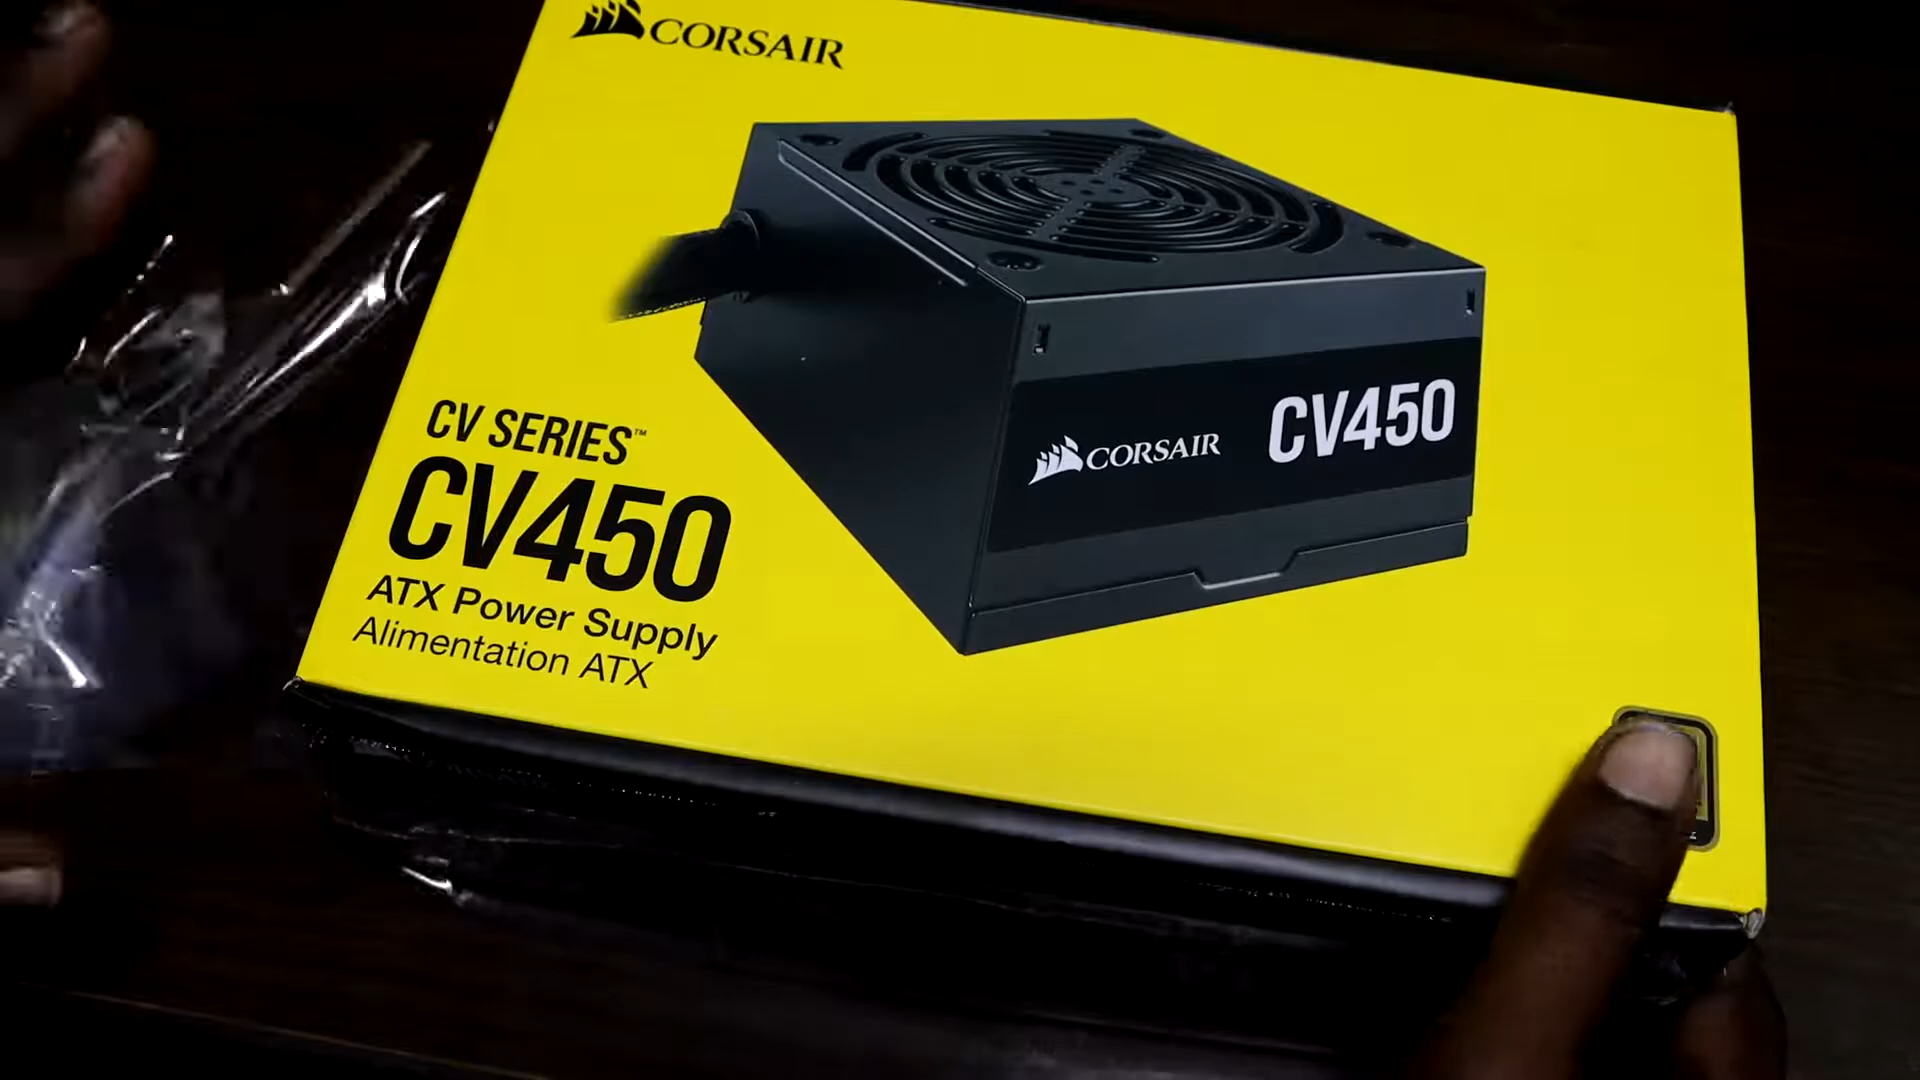 CORSAIR
CV SERIES™
CV450
ATX Power Supply
Alimentation ATX
CORSAIR
CV450